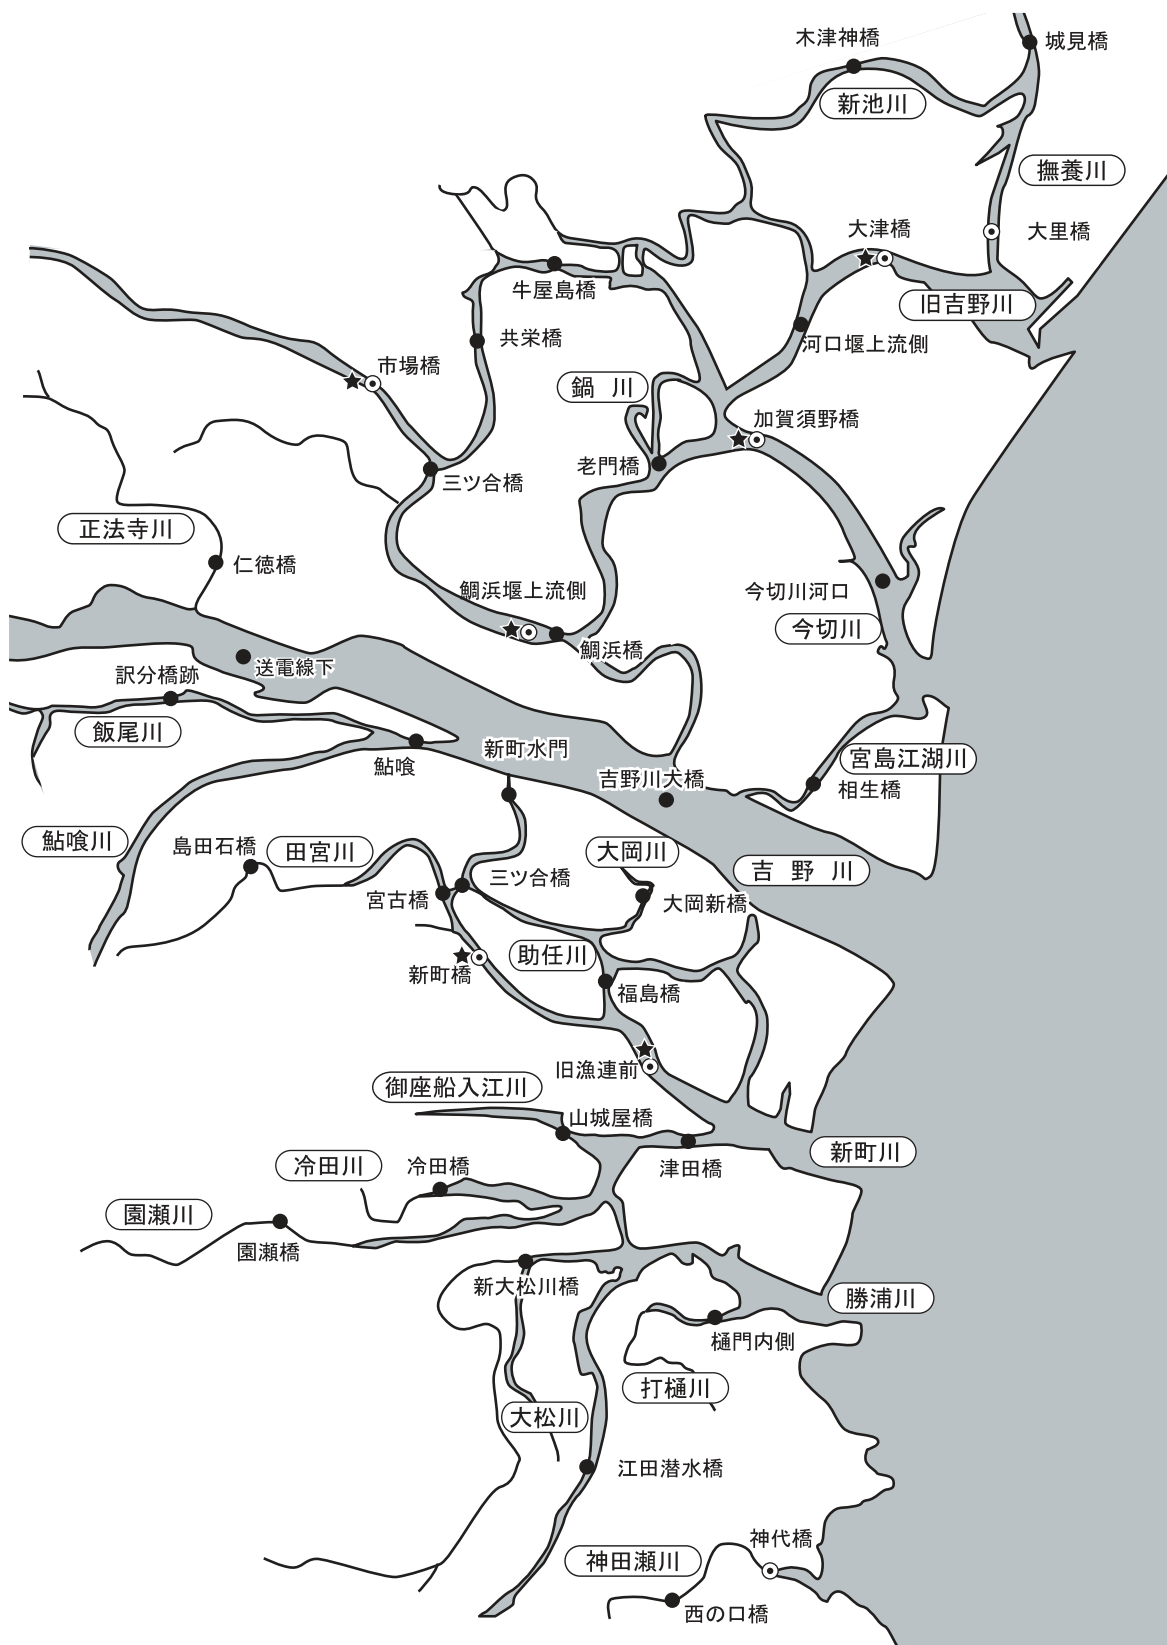 木津神橋
城見橋
新池川
撫養川
大津橋
大里橋
牛屋島橋
旧吉野川
共栄橋
河口堰上流側
市場橋
鍋 川
加賀須野橋
老門橋
三ツ合橋
正法寺川
仁徳橋
鯛浜堰上流側
今切川河口
今切川
鯛浜橋
送電線下
訳分橋跡
飯尾川
新町水門
鮎喰
宮島江湖川
吉野川大橋
相生橋
鮎喰川
島田石橋
田宮川
大岡川
吉 野 川
三ツ合橋
宮古橋
大岡新橋
助任川
新町橋
福島橋
旧漁連前
御座船入江川
山城屋橋
新町川
冷田川
冷田橋
津田橋
園瀬川
園瀬橋
新大松川橋
勝浦川
樋門内側
打樋川
大松川
江田潜水橋
神代橋
神田瀬川
西の口橋